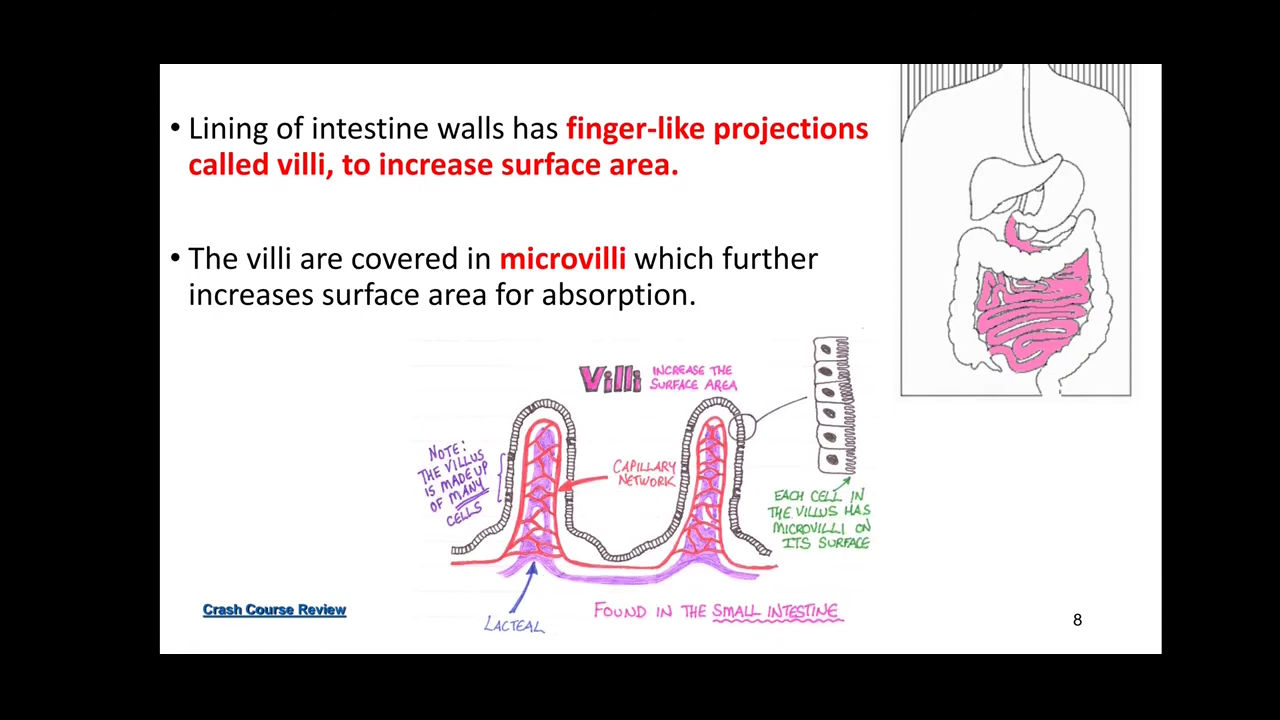 • Lining of intestine walls has finger-like projections
called villi, to increase surface area.
• The villi are covered in microvilli which further
increases surface area for absorption.
Villi
INCREASE THE
SURFACE AREA
NOTE:
THE VILLUS
IS MADE UP
OF MANY
CELLS
CAPILLARY
NETWORK
EACH CELL IN
THE VILLUS HAS
MICROVILLI ON
ITS SURFACE
LACTEAL
FOUND IN THE SMALL INTESTINE
Crash Course Review
8